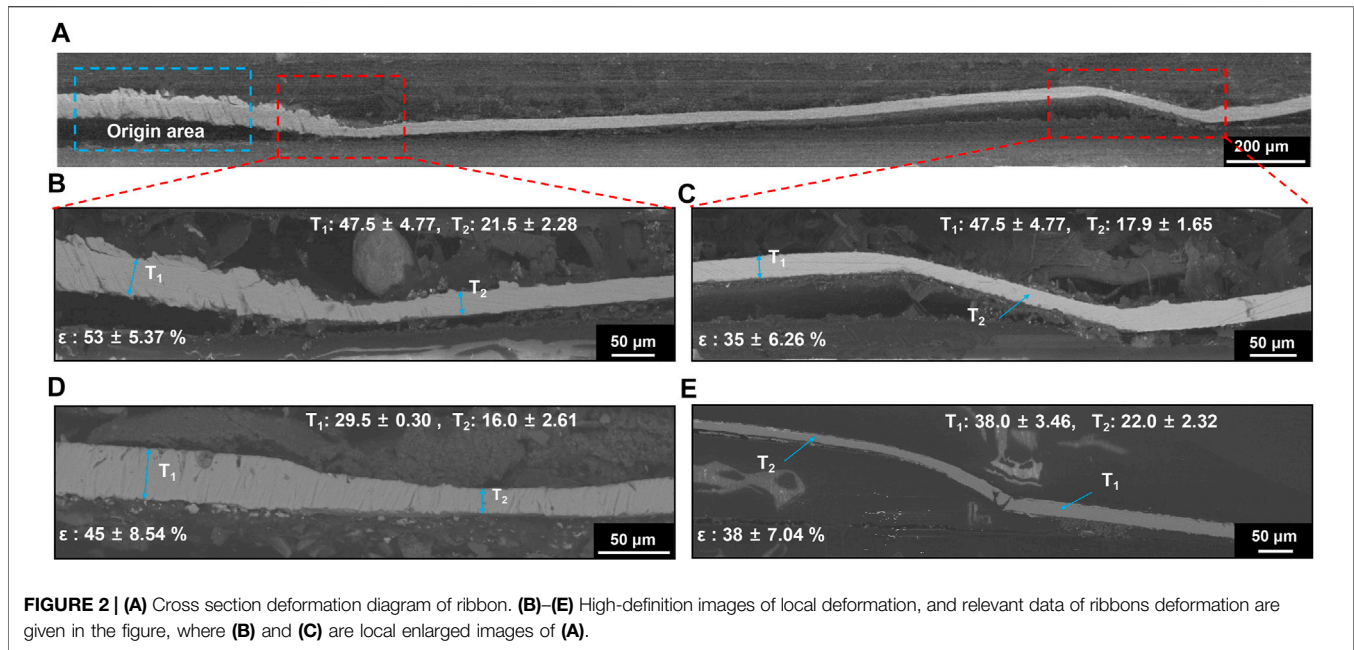 A
Origin area
200 µm
B
T₁: 47.5 ± 4.77, T₂: 21.5 ± 2.28
T₁
T₂
ε : 53 ± 5.37 %
50 µm
C
T₁: 47.5 ± 4.77, T₂: 17.9 ± 1.65
T₁
T₂
ε : 35 ± 6.26 %
50 µm
D
T₁: 29.5 ± 0.30 , T₂: 16.0 ± 2.61
T₁
T₂
ε : 45 ± 8.54 %
50 µm
E
T₁: 38.0 ± 3.46, T₂: 22.0 ± 2.32
T₂
T₁
ε : 38 ± 7.04 %
50 µm
FIGURE 2 | (A) Cross section deformation diagram of ribbon. (B)–(E) High-definition images of local deformation, and relevant data of ribbons deformation are
given in the figure, where (B) and (C) are local enlarged images of (A).